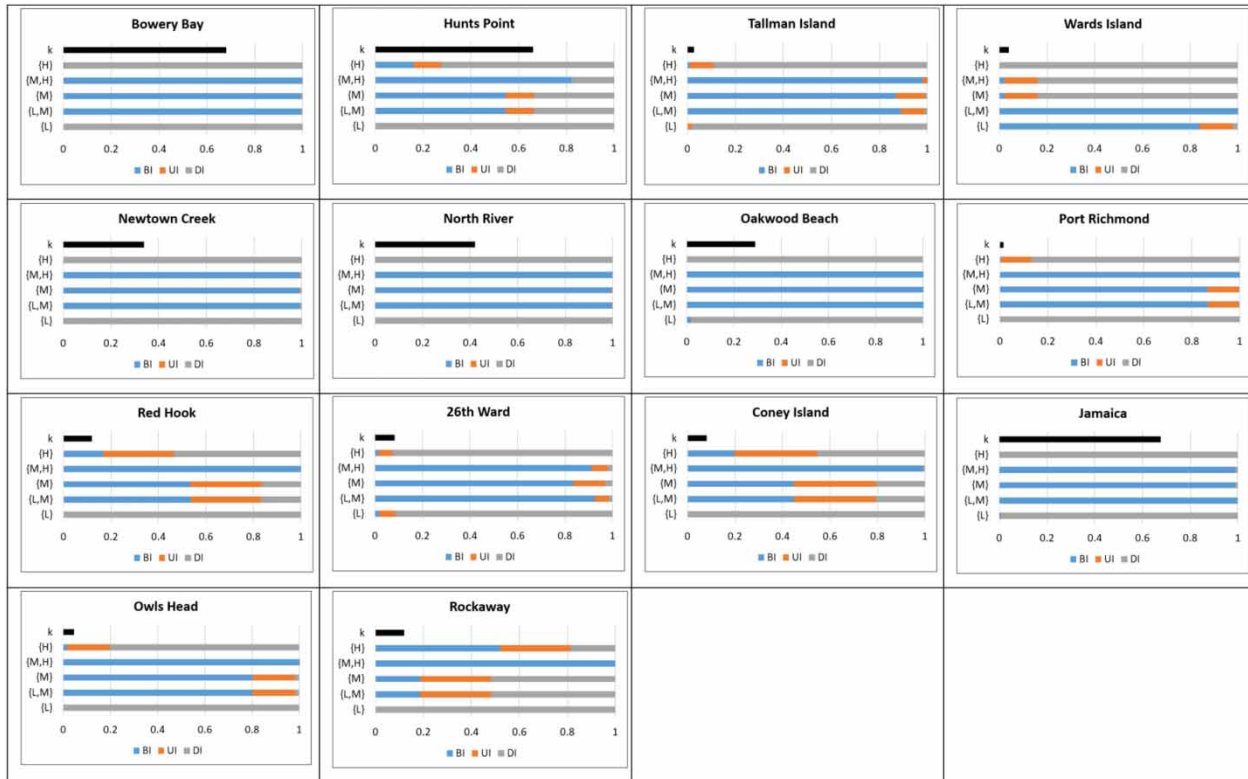 Bowery Bay
k
{H}
{M,H}
{M}
{L,M}
{L}
0 0.2 0.4 0.6 0.8 1
BI UI DI
Hunts Point
k
{H}
{M,H}
{M}
{L,M}
{L}
0 0.2 0.4 0.6 0.8 1
BI UI DI
Tallman Island
k
{H}
{M,H}
{M}
{L,M}
{L}
0 0.2 0.4 0.6 0.8 1
BI UI DI
Wards Island
k
{H}
{M,H}
{M}
{L,M}
{L}
0 0.2 0.4 0.6 0.8 1
BI UI DI
Newtown Creek
k
{H}
{M,H}
{M}
{L,M}
{L}
0 0.2 0.4 0.6 0.8 1
BI UI DI
North River
k
{H}
{M,H}
{M}
{L,M}
{L}
0 0.2 0.4 0.6 0.8 1
BI UI DI
Oakwood Beach
k
{H}
{M,H}
{M}
{L,M}
{L}
0 0.2 0.4 0.6 0.8 1
BI UI DI
Port Richmond
k
{H}
{M,H}
{M}
{L,M}
{L}
0 0.2 0.4 0.6 0.8 1
BI UI DI
Red Hook
k
{H}
{M,H}
{M}
{L,M}
{L}
0 0.2 0.4 0.6 0.8 1
BI UI DI
26th Ward
k
{H}
{M,H}
{M}
{L,M}
{L}
0 0.2 0.4 0.6 0.8 1
BI UI DI
Coney Island
k
{H}
{M,H}
{M}
{L,M}
{L}
0 0.2 0.4 0.6 0.8 1
BI UI DI
Jamaica
k
{H}
{M,H}
{M}
{L,M}
{L}
0 0.2 0.4 0.6 0.8 1
BI UI DI
Owls Head
k
{H}
{M,H}
{M}
{L,M}
{L}
0 0.2 0.4 0.6 0.8 1
BI UI DI
Rockaway
k
{H}
{M,H}
{M}
{L,M}
{L}
0 0.2 0.4 0.6 0.8 1
BI UI DI